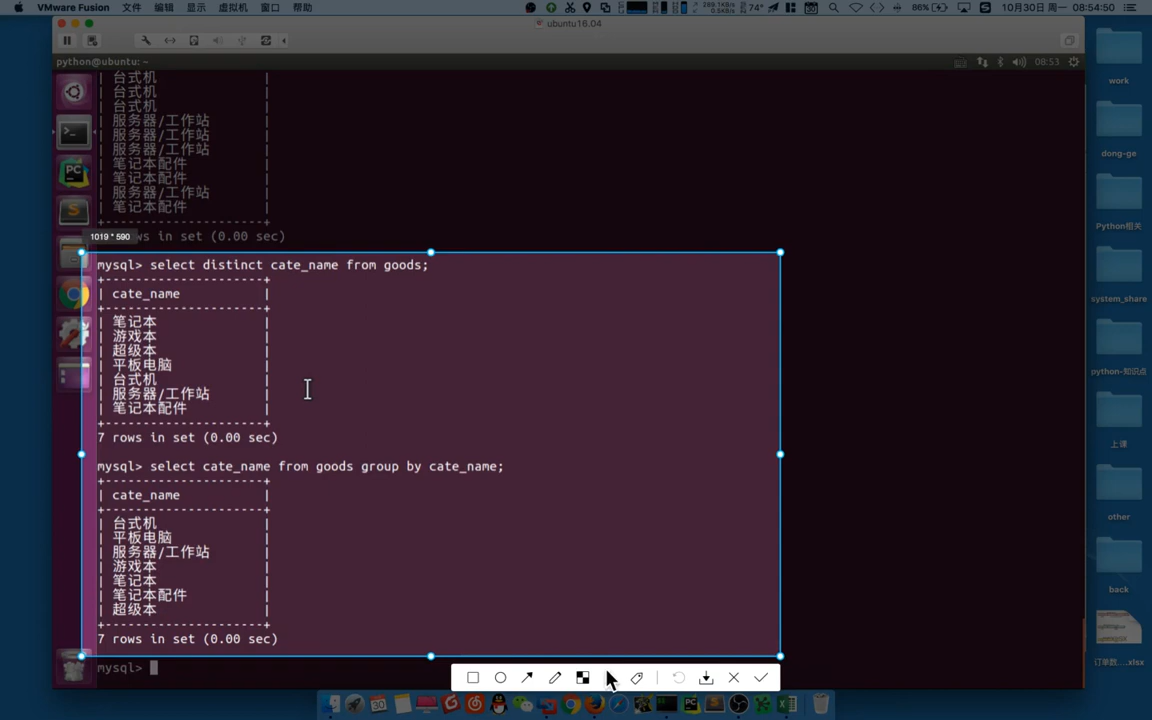 VMware Fusion 文件 编辑 显示 虚拟机 窗口 帮助
74° 86% 10月30日 周一 08:54:50
ubuntu16.04
python@ubuntu: ~ 08:53
| 台式机 |
| 台式机 |
| 台式机 |
| 服务器/工作站 |
| 服务器/工作站 |
| 服务器/工作站 |
| 笔记本配件 |
| 笔记本配件 |
| 服务器/工作站 |
| 笔记本配件 |
+----------------------+
1019 * 590
in set (0.00 sec)
mysql> select distinct cate_name from goods;
+----------------------+
| cate_name |
+----------------------+
| 笔记本 |
| 游戏本 |
| 超级本 |
| 平板电脑 |
| 台式机 |
| 服务器/工作站 |
| 笔记本配件 |
+----------------------+
7 rows in set (0.00 sec)
mysql> select cate_name from goods group by cate_name;
+----------------------+
| cate_name |
+----------------------+
| 台式机 |
| 平板电脑 |
| 服务器/工作站 |
| 游戏本 |
| 笔记本 |
| 笔记本配件 |
| 超级本 |
+----------------------+
7 rows in set (0.00 sec)
mysql>
work
dong-ge
Python相关
system_share
python-知识点
上课
other
back
订单数....xlsx